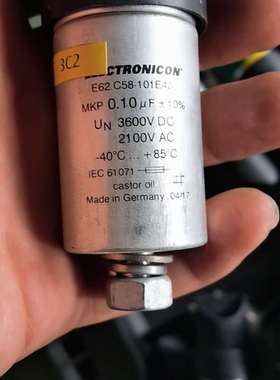 3C2
ELECTRONICON®
E62.C58-101E
MKP 0.10 µF ± 10%
UN 3600V DC
2100V AC
-40°C ... +85°C
IEC 61071
castor oil
Made in Germany 04/17